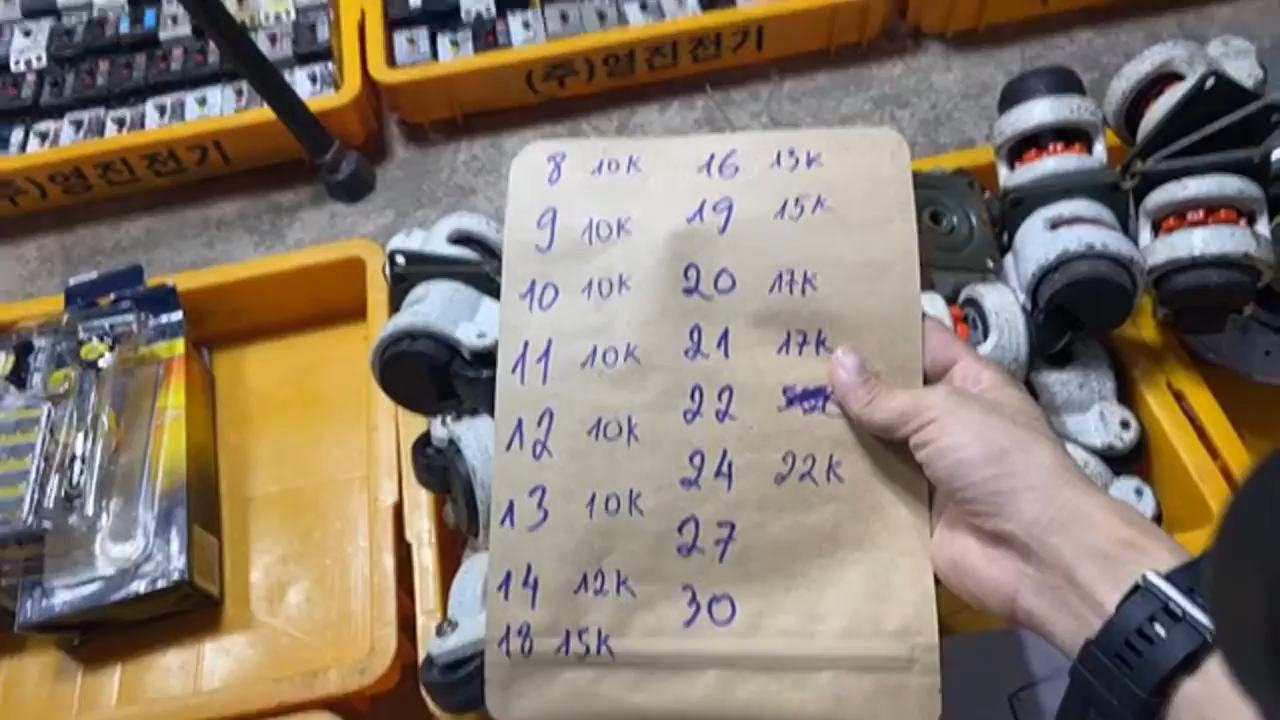 (주)영진전기
주)영진전기
8 10K 16 13K
9 10K 19 15K
10 10K 20 17K
11 10K 21 17K
12 10K 22
13 10K 24 22K
14 12K 27
18 15K 30